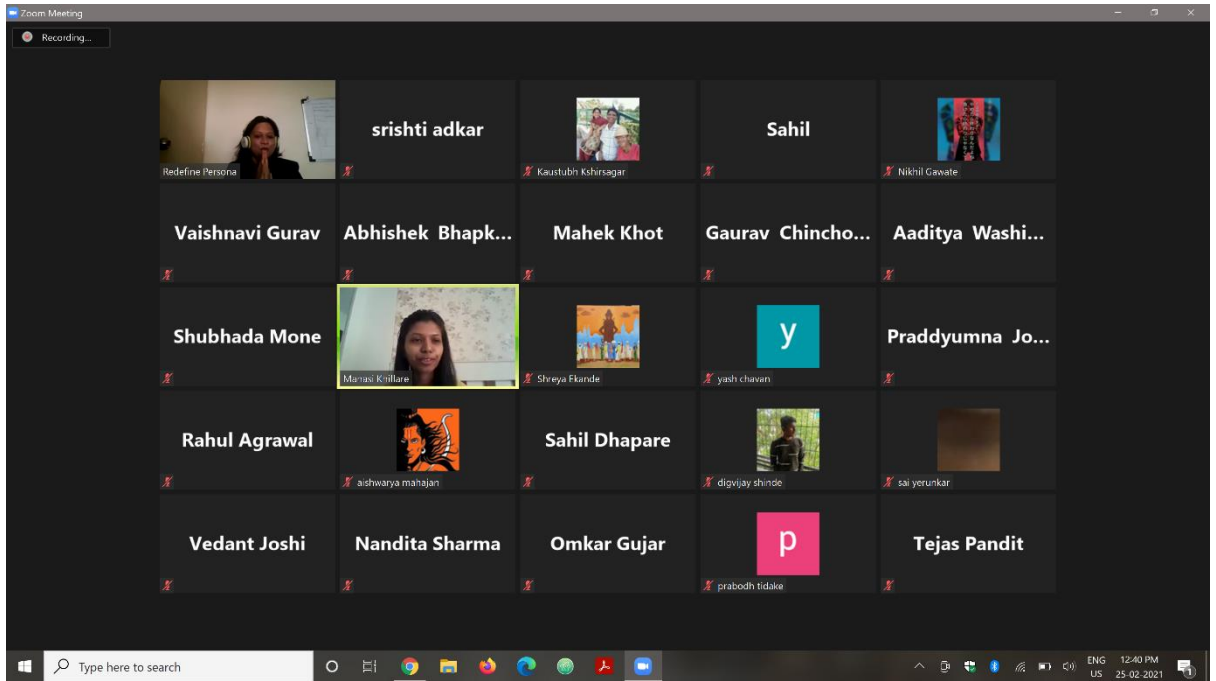 Zoom Meeting
Recording...
Redefine Persona
srishti adkar
Kaustubh Kshirsagar
Sahil
Nikhil Gawate
Vaishnavi Gurav
Abhishek Bhapk...
Mahek Khot
Gaurav Chincho...
Aaditya Washi...
Shubhada Mone
Manasi Khillare
Shreya Ekande
y
yash chavan
Praddyumna Jo...
Rahul Agrawal
aishwarya mahajan
Sahil Dhapare
digvijay shinde
sai yerunkar
Vedant Joshi
Nandita Sharma
Omkar Gujar
p
prabodh tidake
Tejas Pandit
Type here to search
ENG
US
12:40 PM
25-02-2021
1